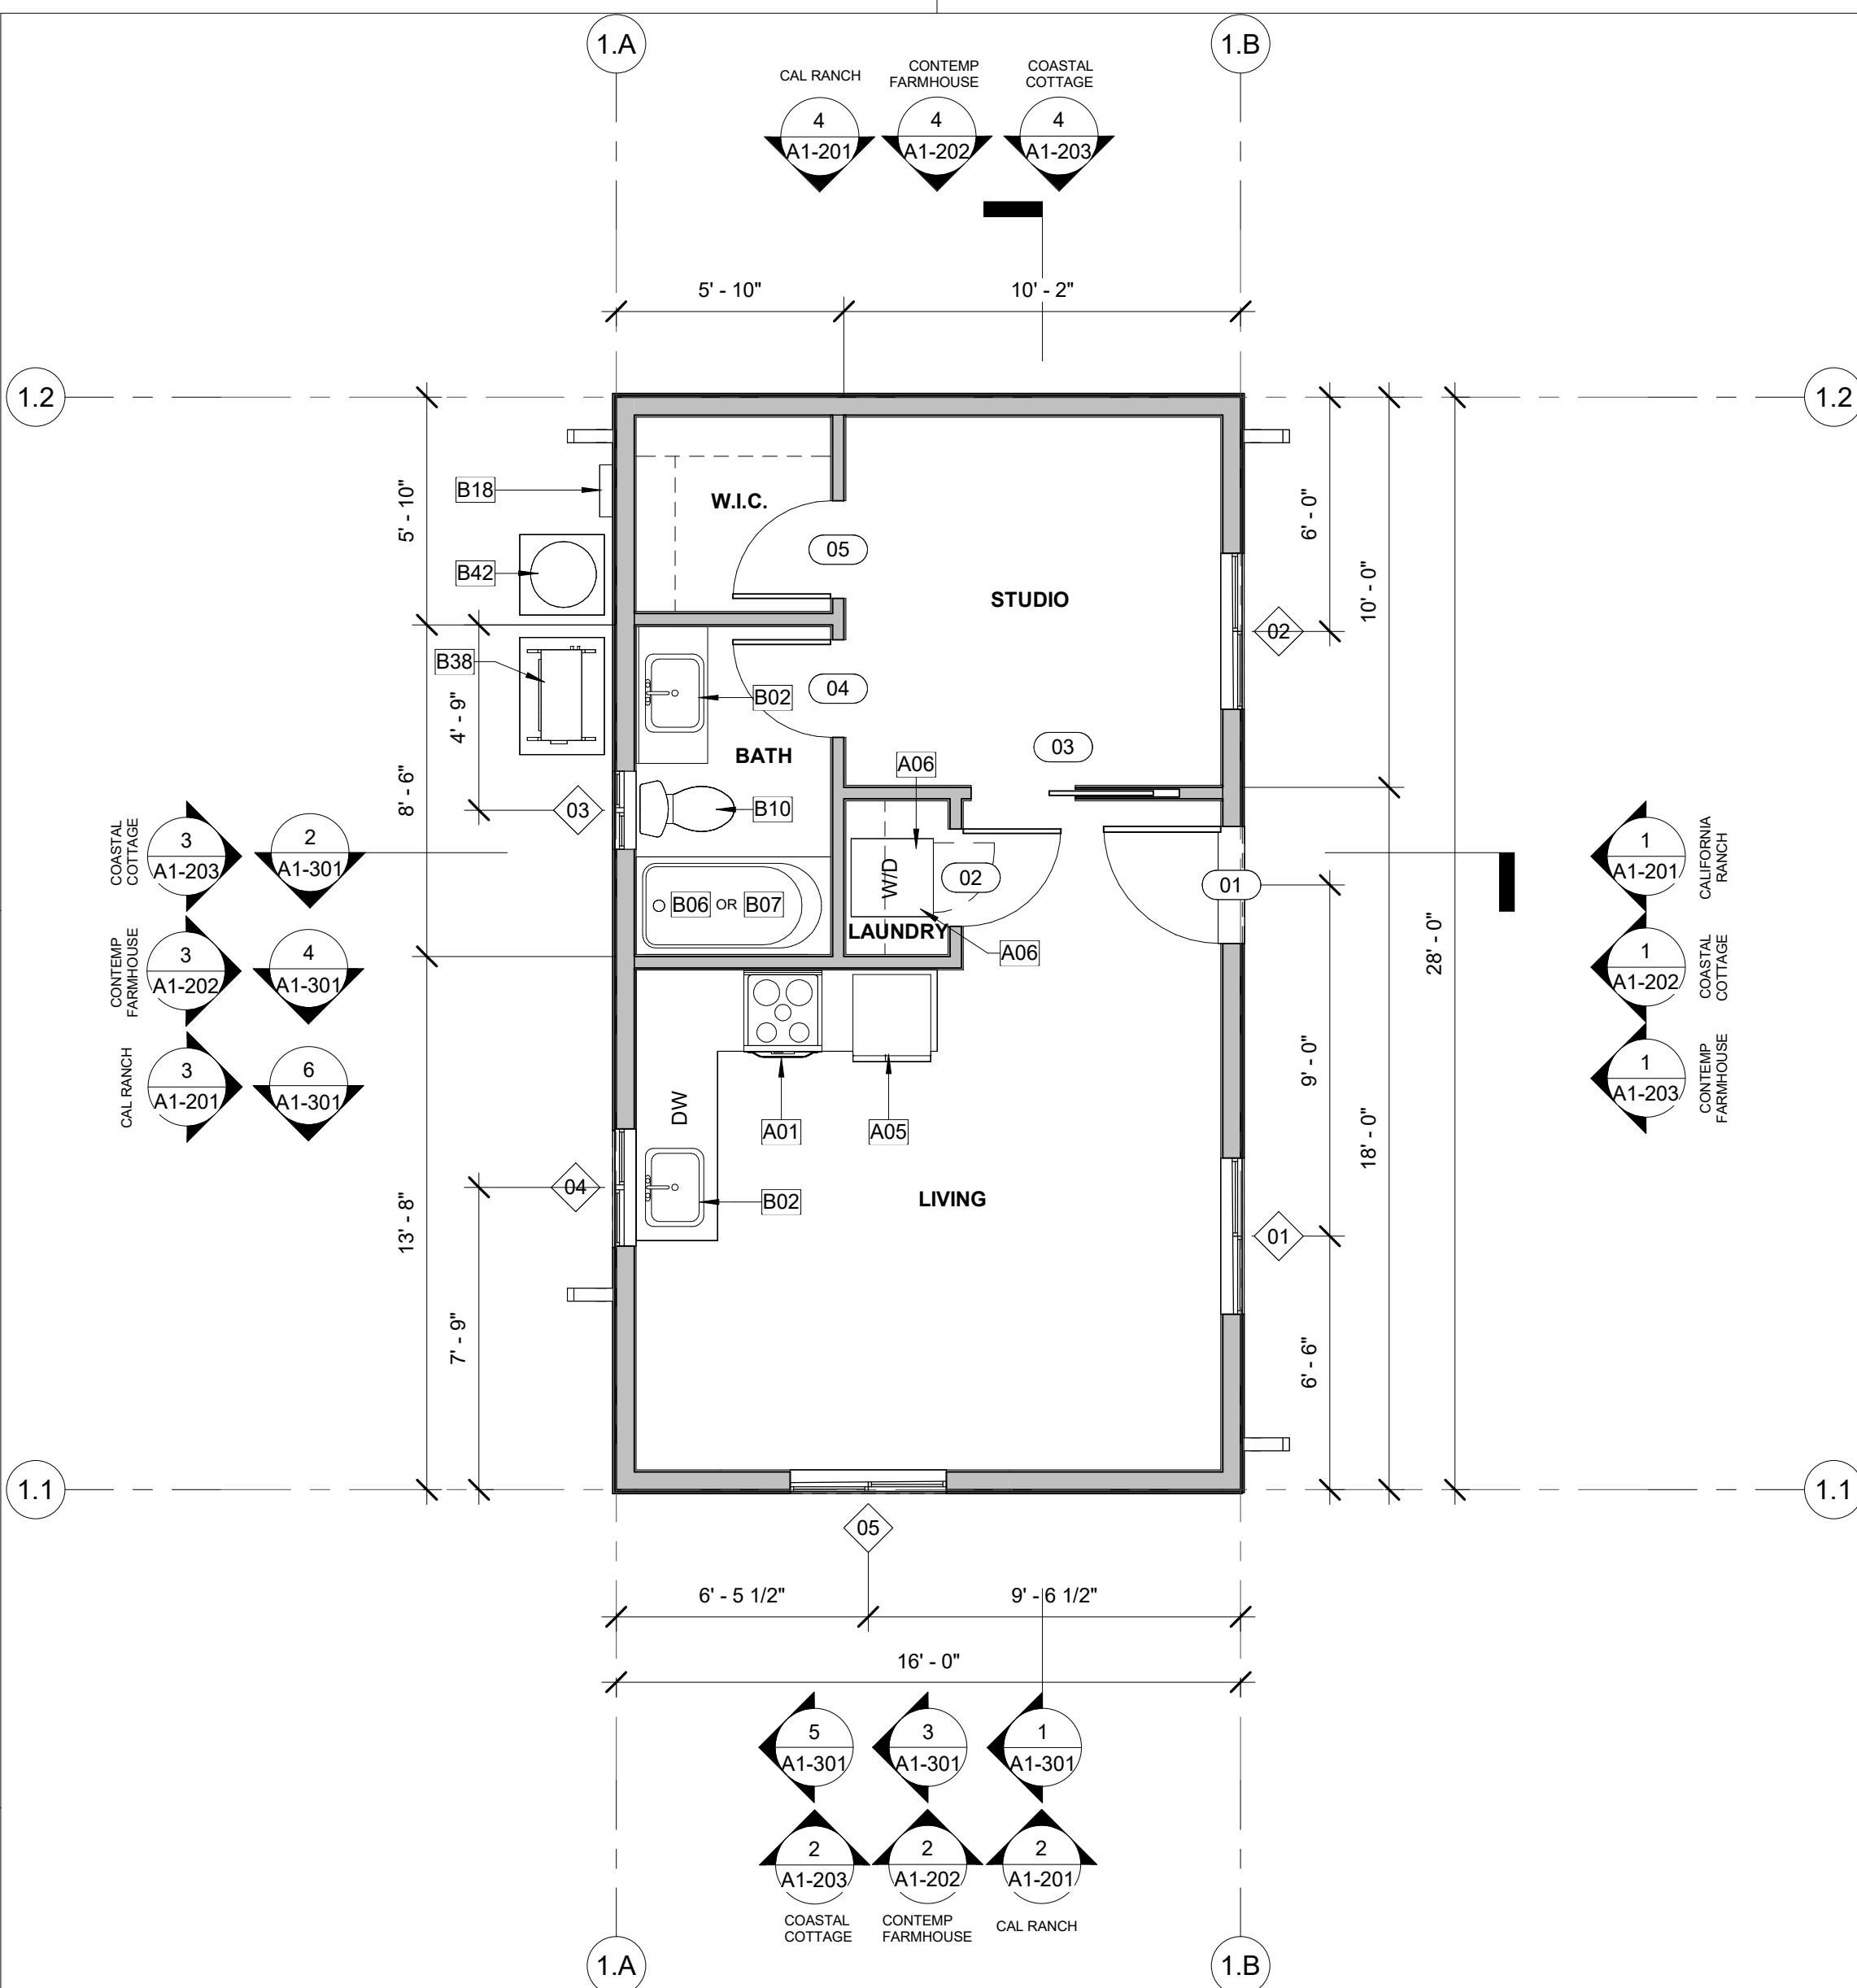 1.A
1.B
CAL RANCH
CONTEMP
FARMHOUSE
COASTAL
COTTAGE
4
A1-201
4
A1-202
4
A1-203
5' - 10"
10' - 2"
1.2
1.2
B18
W.I.C.
5' - 10"
6' - 0"
05
B42
STUDIO
10' - 0"
02
B38
B02
04
4' - 9"
BATH
03
A06
8' - 6"
03
B10
COASTAL
COTTAGE
3
A1-203
2
A1-301
W/D
02
01
1
A1-201
CALIFORNIA
RANCH
B06 OR B07
LAUNDRY
A06
28' - 0"
CONTEMP
FARMHOUSE
3
A1-202
4
A1-301
1
A1-202
COASTAL
COTTAGE
9' - 0"
CAL RANCH
3
A1-201
6
A1-301
DW
A01
A05
18' - 0"
1
A1-203
CONTEMP
FARMHOUSE
04
B02
LIVING
13' - 8"
01
7' - 9"
6' - 6"
1.1
1.1
05
6' - 5 1/2"
9' - 6 1/2"
16' - 0"
5
A1-301
3
A1-301
1
A1-301
2
A1-203
2
A1-202
2
A1-201
COASTAL
COTTAGE
CONTEMP
FARMHOUSE
CAL RANCH
1.A
1.B